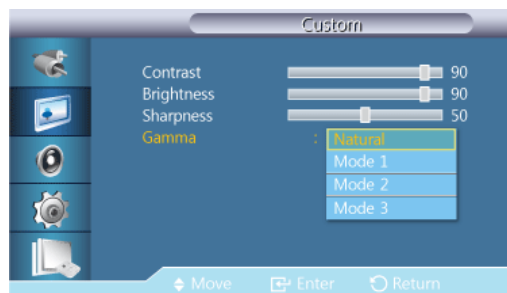 Custom
Contrast 90
Brightness 90
Sharpness 50
Gamma : Natural
Mode 1
Mode 2
Mode 3
Move Enter Return